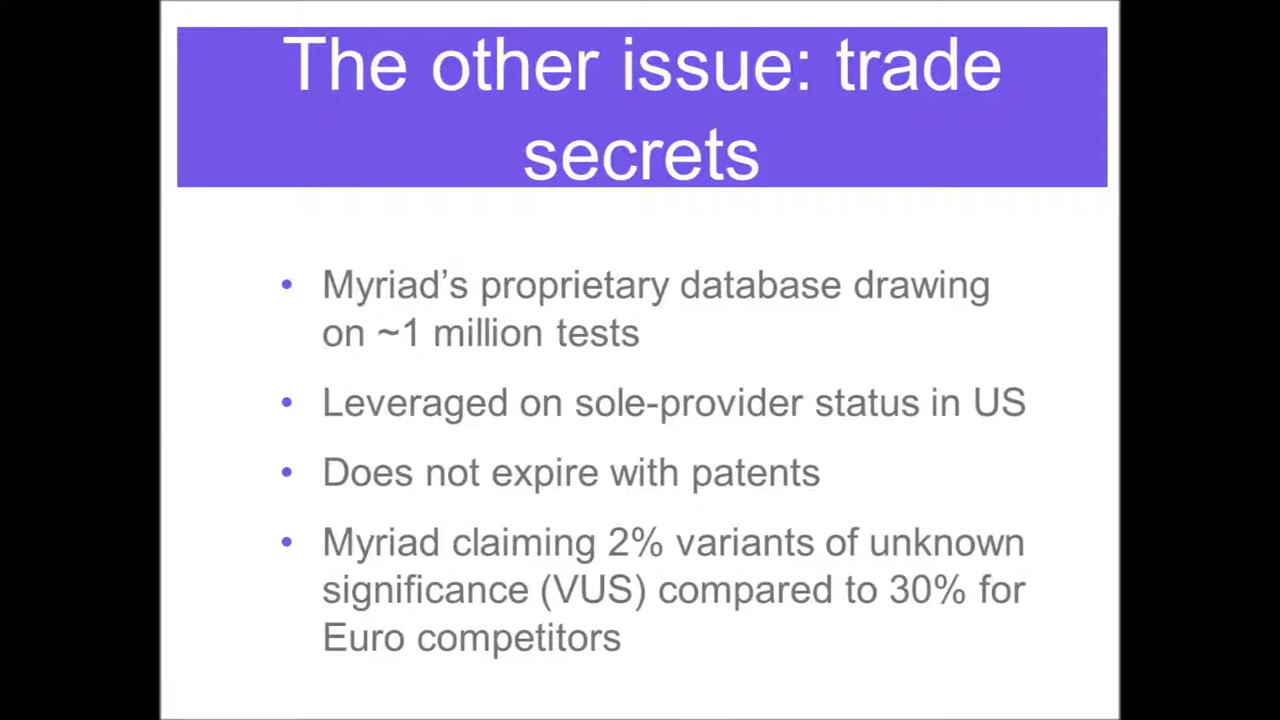 The other issue: trade
secrets
• Myriad’s proprietary database drawing
on ~1 million tests
• Leveraged on sole-provider status in US
• Does not expire with patents
• Myriad claiming 2% variants of unknown
significance (VUS) compared to 30% for
Euro competitors